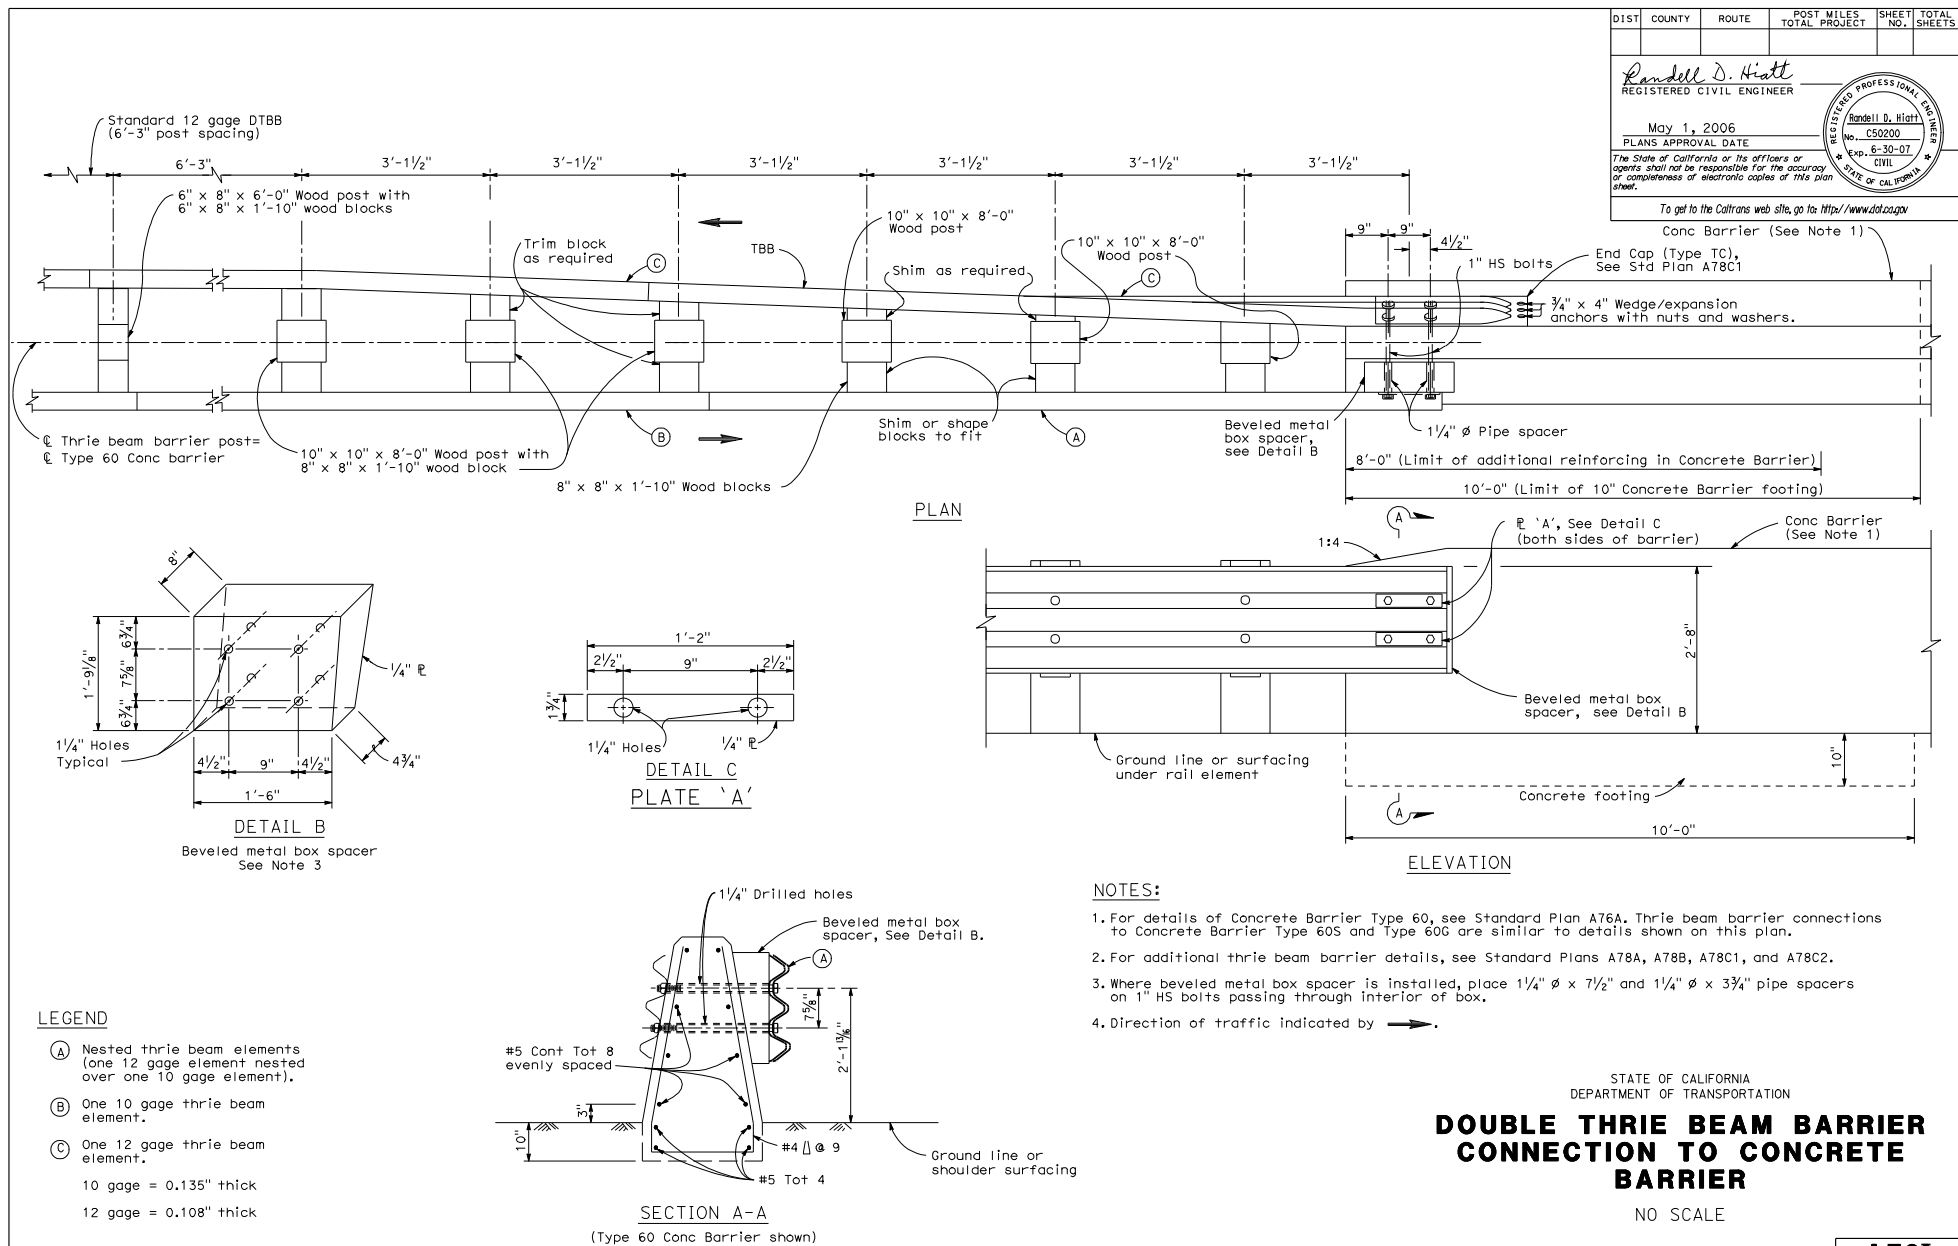 DIST COUNTY ROUTE POST MILES TOTAL PROJECT SHEET NO. TOTAL SHEETS
Randell D. Hiatt
REGISTERED CIVIL ENGINEER
May 1, 2006
PLANS APPROVAL DATE
The State of California or its officers or
agents shall not be responsible for the accuracy
or completeness of electronic copies of this plan
sheet.
REGISTERED PROFESSIONAL ENGINEER
Randell D. Hiatt
No. C50200
Exp. 6-30-07
CIVIL
STATE OF CALIFORNIA
To get to the Caltrans web site, go to: http://www.dot.ca.gov
Standard 12 gage DTBB
(6'-3" post spacing)
6'-3"
3'-1½"
3'-1½"
3'-1½"
3'-1½"
3'-1½"
3'-1½"
6" x 8" x 6'-0" Wood post with
6" x 8" x 1'-10" wood blocks
Trim block
as required
C
TBB
10" x 10" x 8'-0"
Wood post
Shim as required
10" x 10" x 8'-0"
Wood post
C
9"
9"
4½"
1" HS bolts
Conc Barrier (See Note 1)
End Cap (Type TC),
See Std Plan A78C1
¾" x 4" Wedge/expansion
anchors with nuts and washers.
℄ Thrie beam barrier post=
℄ Type 60 Conc barrier
10" x 10" x 8'-0" Wood post with
8" x 8" x 1'-10" wood block
B
8" x 8" x 1'-10" Wood blocks
Shim or shape
blocks to fit
A
Beveled metal
box spacer,
see Detail B
1¼" Ø Pipe spacer
8'-0" (Limit of additional reinforcing in Concrete Barrier)
10'-0" (Limit of 10" Concrete Barrier footing)
PLAN
8"
1'-9⅛"
6¾"
7⅝"
6¾"
¼" ℄
1¼" Holes
Typical
4½"
9"
4½"
4¾"
1'-6"
DETAIL B
Beveled metal box spacer
See Note 3
1'-2"
2½"
9"
2½"
1¾"
1¼" Holes
¼" ℄
DETAIL C
PLATE 'A'
A
1:4
℄ 'A', See Detail C
(both sides of barrier)
Conc Barrier
(See Note 1)
2'-8"
Beveled metal box
spacer, see Detail B
Ground line or surfacing
under rail element
10"
Concrete footing
A
10'-0"
ELEVATION
1¼" Drilled holes
Beveled metal box
spacer, See Detail B.
A
7⅝"
2'-1 13/16"
#5 Cont Tot 8
evenly spaced
3"
10"
#4 @ 9
#5 Tot 4
Ground line or
shoulder surfacing
SECTION A-A
(Type 60 Conc Barrier shown)
LEGEND
A Nested thrie beam elements
(one 12 gage element nested
over one 10 gage element).
B One 10 gage thrie beam
element.
C One 12 gage thrie beam
element.
10 gage = 0.135" thick
12 gage = 0.108" thick
NOTES:
1. For details of Concrete Barrier Type 60, see Standard Plan A76A. Thrie beam barrier connections
to Concrete Barrier Type 60S and Type 60G are similar to details shown on this plan.
2. For additional thrie beam barrier details, see Standard Plans A78A, A78B, A78C1, and A78C2.
3. Where beveled metal box spacer is installed, place 1¼" Ø x 7½" and 1¼" Ø x 3¾" pipe spacers
on 1" HS bolts passing through interior of box.
4. Direction of traffic indicated by
STATE OF CALIFORNIA
DEPARTMENT OF TRANSPORTATION
DOUBLE THRIE BEAM BARRIER
CONNECTION TO CONCRETE
BARRIER
NO SCALE